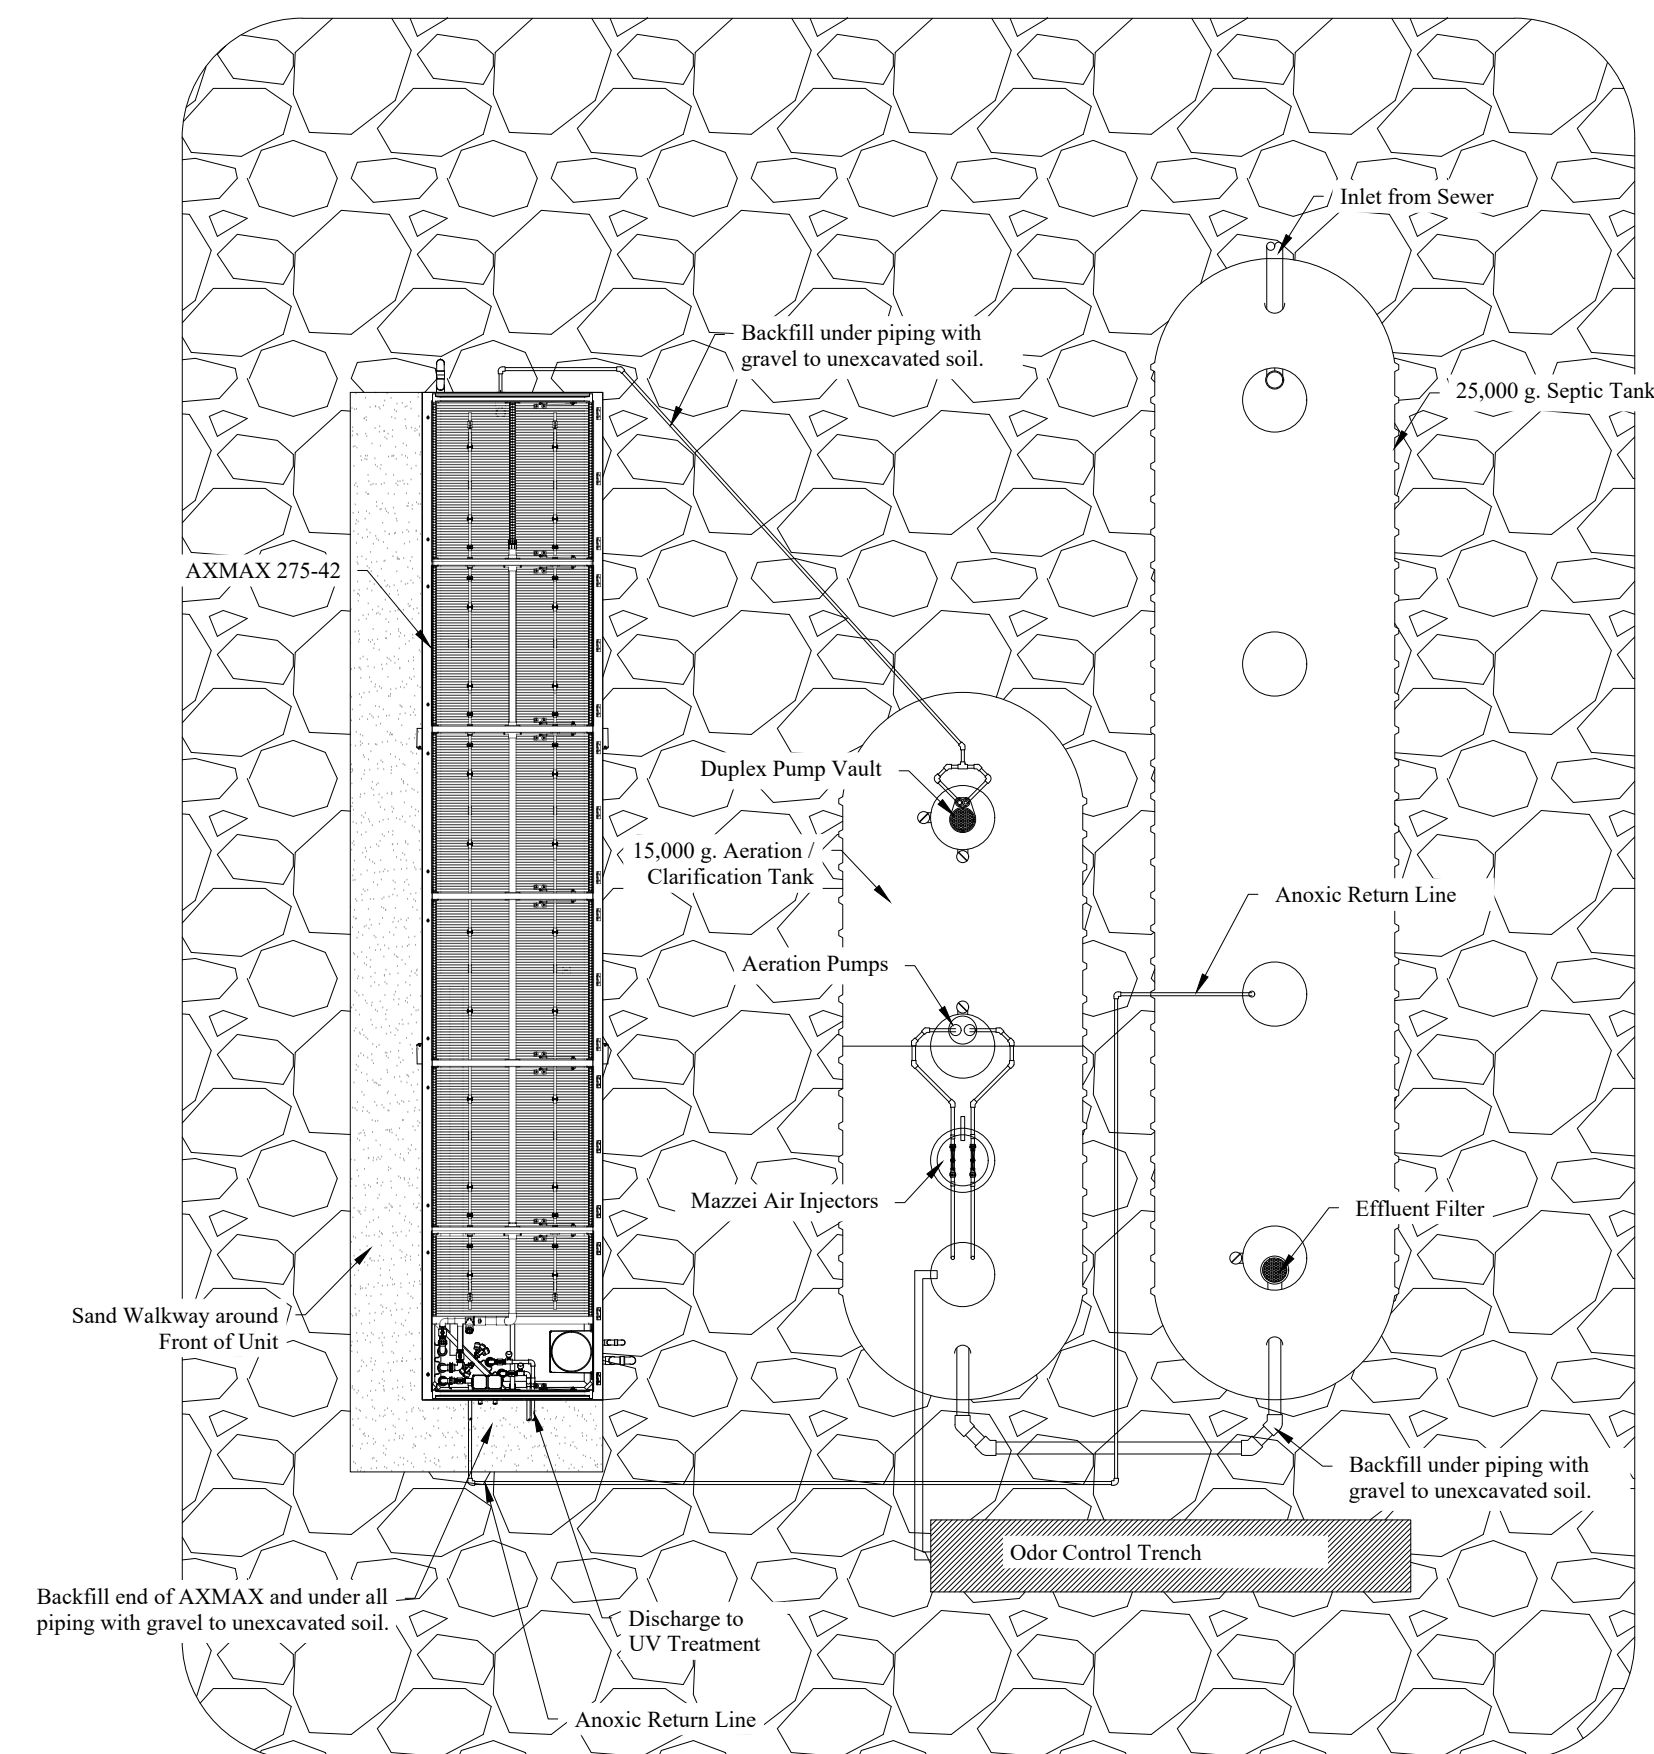 Inlet from Sewer
Backfill under piping with
gravel to unexcavated soil.
25,000 g. Septic Tank
AXMAX 275-42
Duplex Pump Vault
15,000 g. Aeration /
Clarification Tank
Anoxic Return Line
Aeration Pumps
Mazzei Air Injectors
Effluent Filter
Sand Walkway around
Front of Unit
Backfill under piping with
gravel to unexcavated soil.
Odor Control Trench
Backfill end of AXMAX and under all
piping with gravel to unexcavated soil.
Discharge to
UV Treatment
Anoxic Return Line